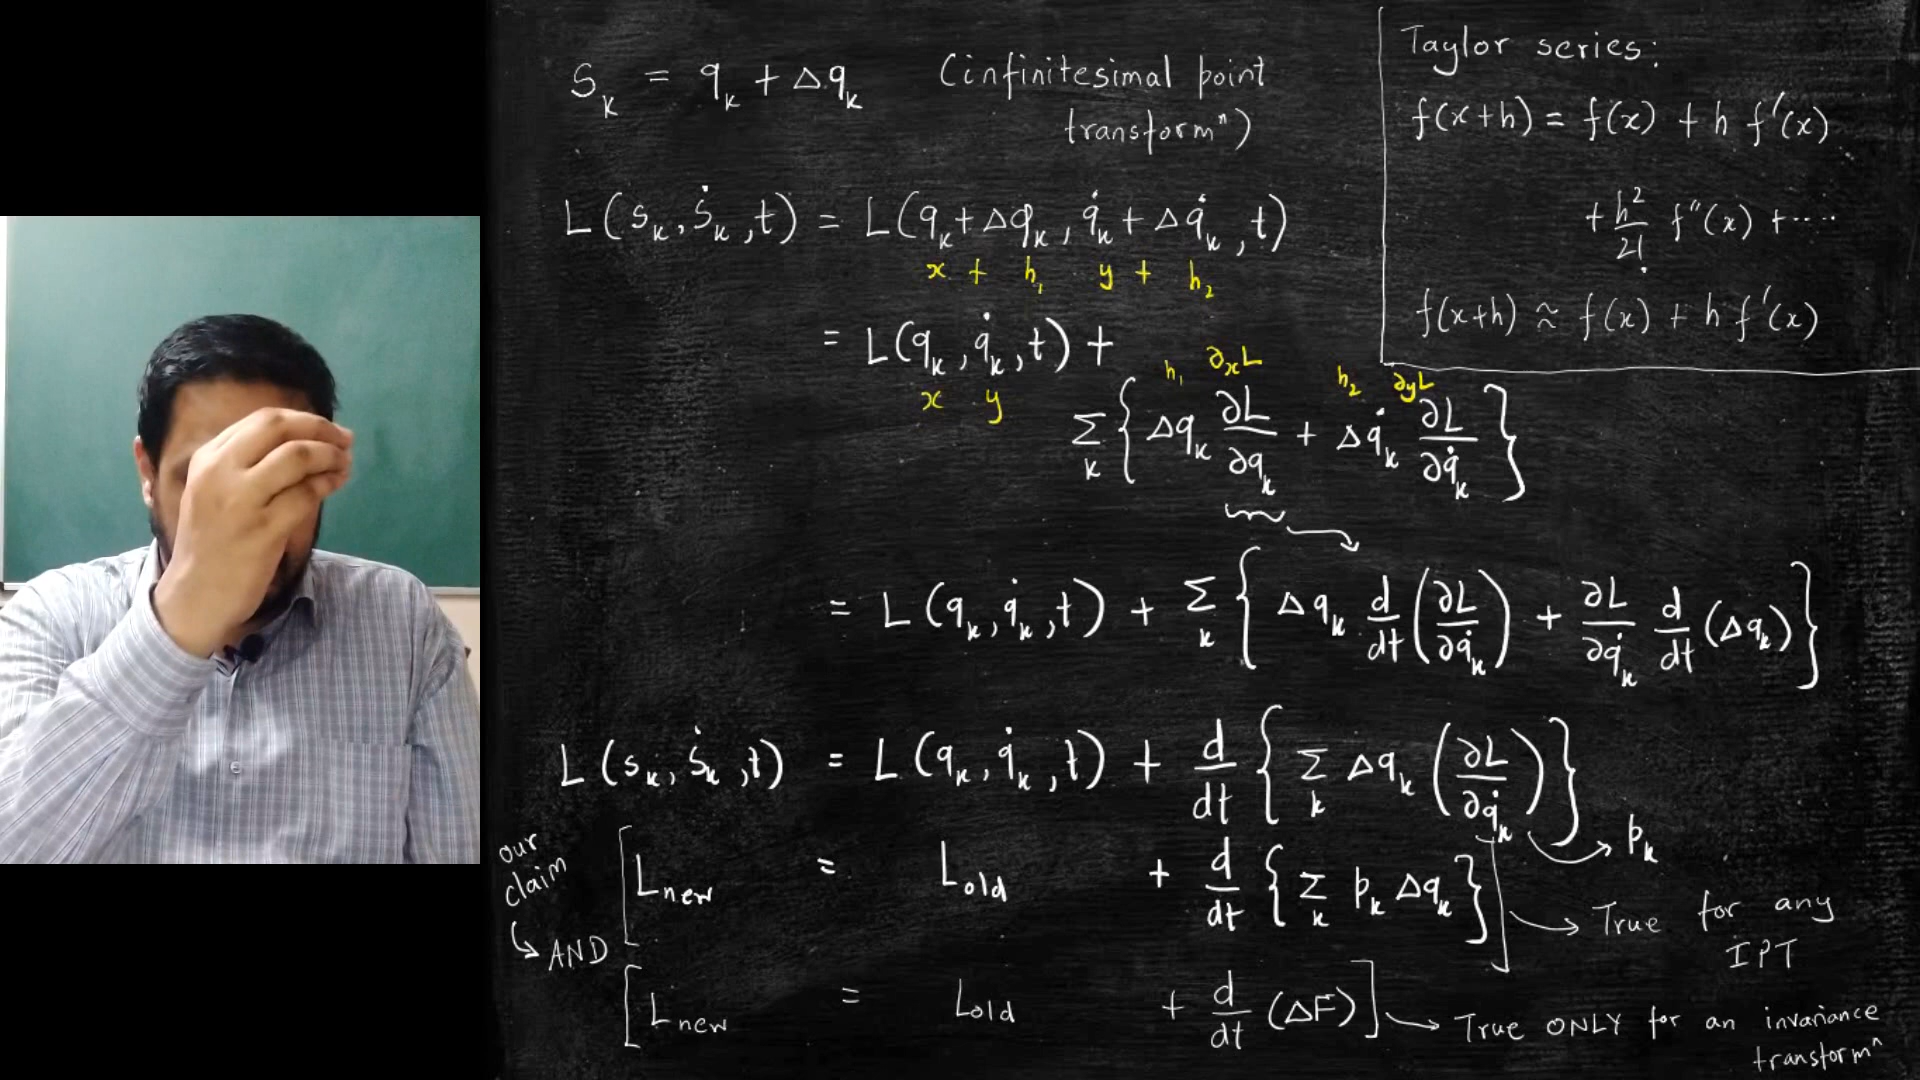 S_k = q_k + Δq_k (infinitesimal point
transformⁿ)
L(s_k, ṡ_k, t) = L(q_k + Δq_k, q̇_k + Δq̇_k, t)
x + h₁ y + h₂
= L(q_k, q̇_k, t) +
x y
h₁ ∂ₓL h₂ ∂_yL
Σ_k { Δq_k ∂L/∂q_k + Δq̇_k ∂L/∂q̇_k }
= L(q_k, q̇_k, t) + Σ_k { Δq_k d/dt (∂L/∂q̇_k) + ∂L/∂q̇_k d/dt (Δq_k) }
L(s_k, ṡ_k, t) = L(q_k, q̇_k, t) + d/dt { Σ_k Δq_k (∂L/∂q̇_k) }
→ p_k
our
claim
↳ AND
[ L_new = L_old + d/dt { Σ_k p_k Δq_k } ] → True for any
IPT
[ L_new = L_old + d/dt (ΔF) ] → True ONLY for an invariance
transformⁿ
Taylor series:
f(x+h) = f(x) + h f'(x)
+ h²/2! f''(x) + ....
f(x+h) ≈ f(x) + h f'(x)